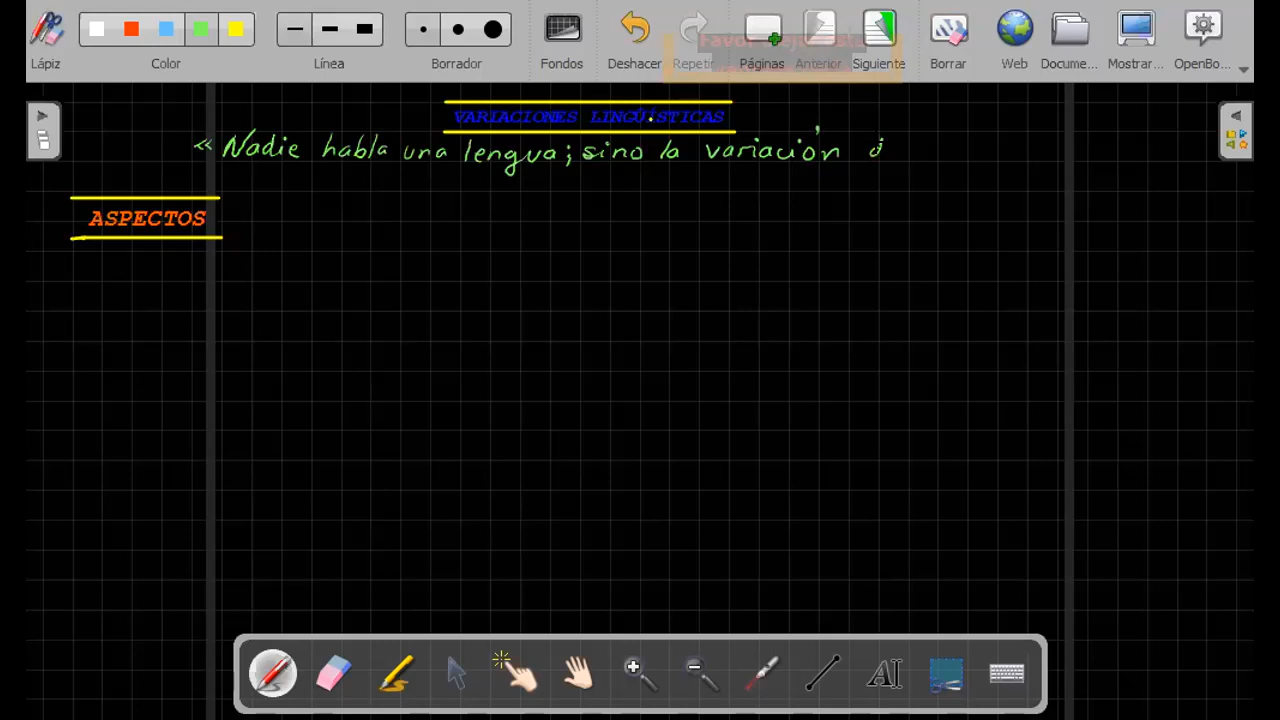 Lápiz Color Línea Borrador Fondos Deshacer Repetir Páginas Anterior Siguiente Borrar Web Docume... Mostrar... OpenBo...
VARIACIONES LINGÜÍSTICAS
« Nadie habla una lengua; sino la variación
ASPECTOS